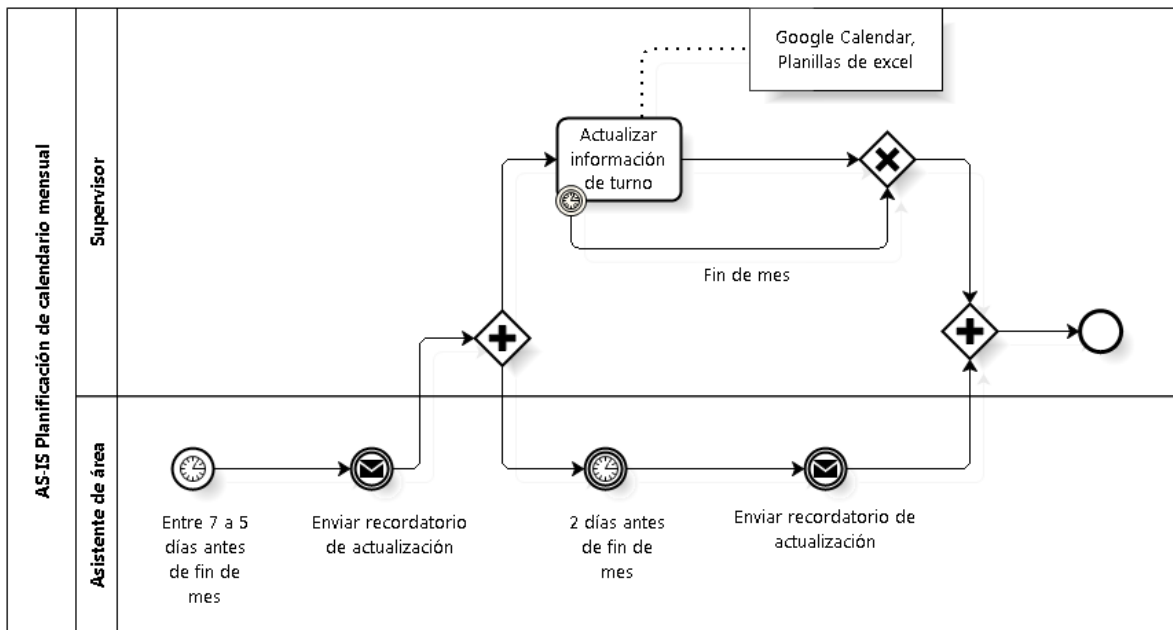 AS-IS Planificación de calendario mensual
Supervisor
Google Calendar,
Planillas de excel
Actualizar
información
de turno
Fin de mes
Asistente de área
Entre 7 a 5
días antes
de fin de
mes
Enviar recordatorio
de actualización
2 días antes
de fin de
mes
Enviar recordatorio de
actualización